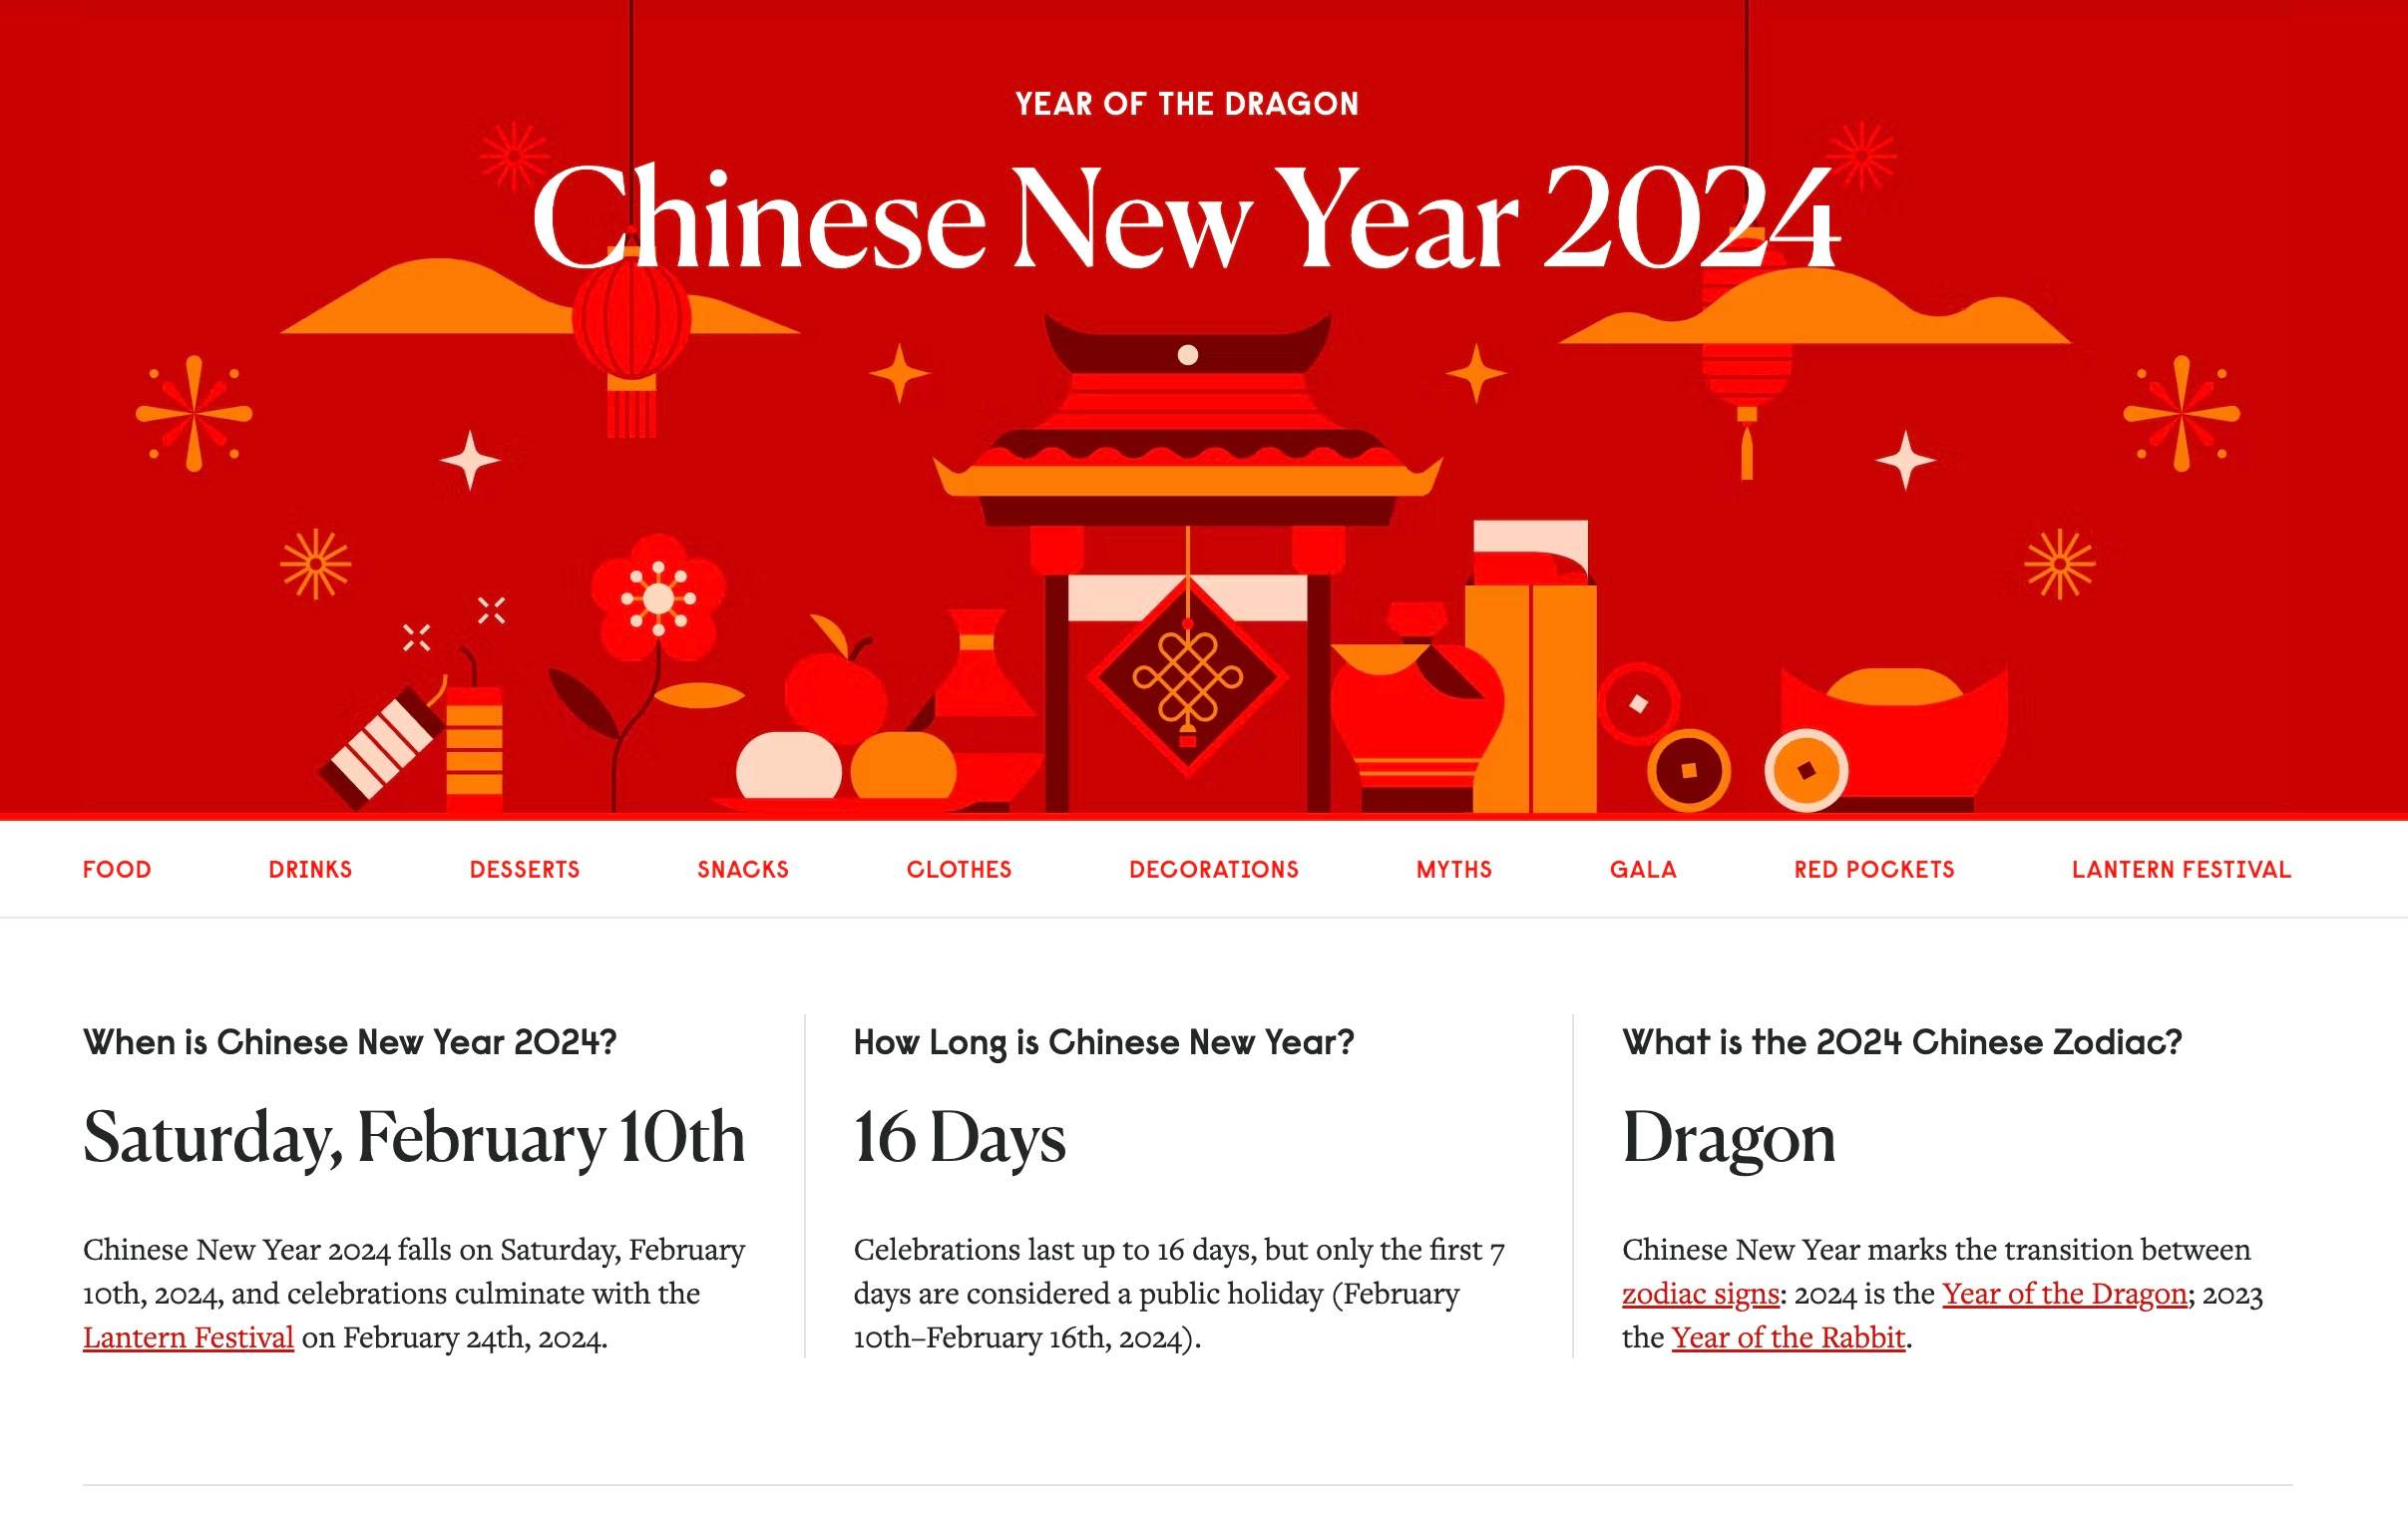 YEAR OF THE DRAGON
Chinese New Year 2024
FOOD DRINKS DESSERTS SNACKS CLOTHES DECORATIONS MYTHS GALA RED POCKETS LANTERN FESTIVAL
When is Chinese New Year 2024?
Saturday, February 10th
Chinese New Year 2024 falls on Saturday, February
10th, 2024, and celebrations culminate with the
Lantern Festival on February 24th, 2024.
How Long is Chinese New Year?
16 Days
Celebrations last up to 16 days, but only the first 7
days are considered a public holiday (February
10th–February 16th, 2024).
What is the 2024 Chinese Zodiac?
Dragon
Chinese New Year marks the transition between
zodiac signs: 2024 is the Year of the Dragon; 2023
the Year of the Rabbit.